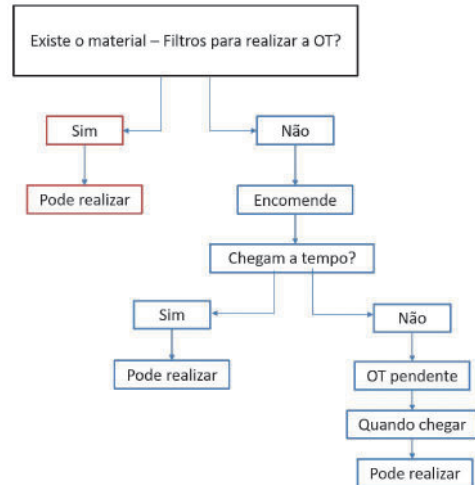 Existe o material – Filtros para realizar a OT?
Sim
Não
Pode realizar
Encomende
Chegam a tempo?
Sim
Não
Pode realizar
OT pendente
Quando chegar
Pode realizar